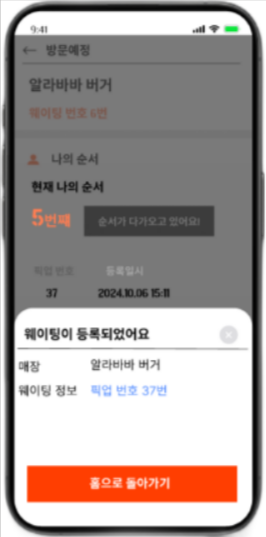 9:41
← 방문예정
알라바바 버거
웨이팅 번호 6번
나의 순서
현재 나의 순서
5번째 순서가 다가오고 있어요!
픽업 번호 등록일시
37 2024.10.06 15:11
웨이팅이 등록되었어요
매장 알라바바 버거
웨이팅 정보 픽업 번호 37번
홈으로 돌아가기